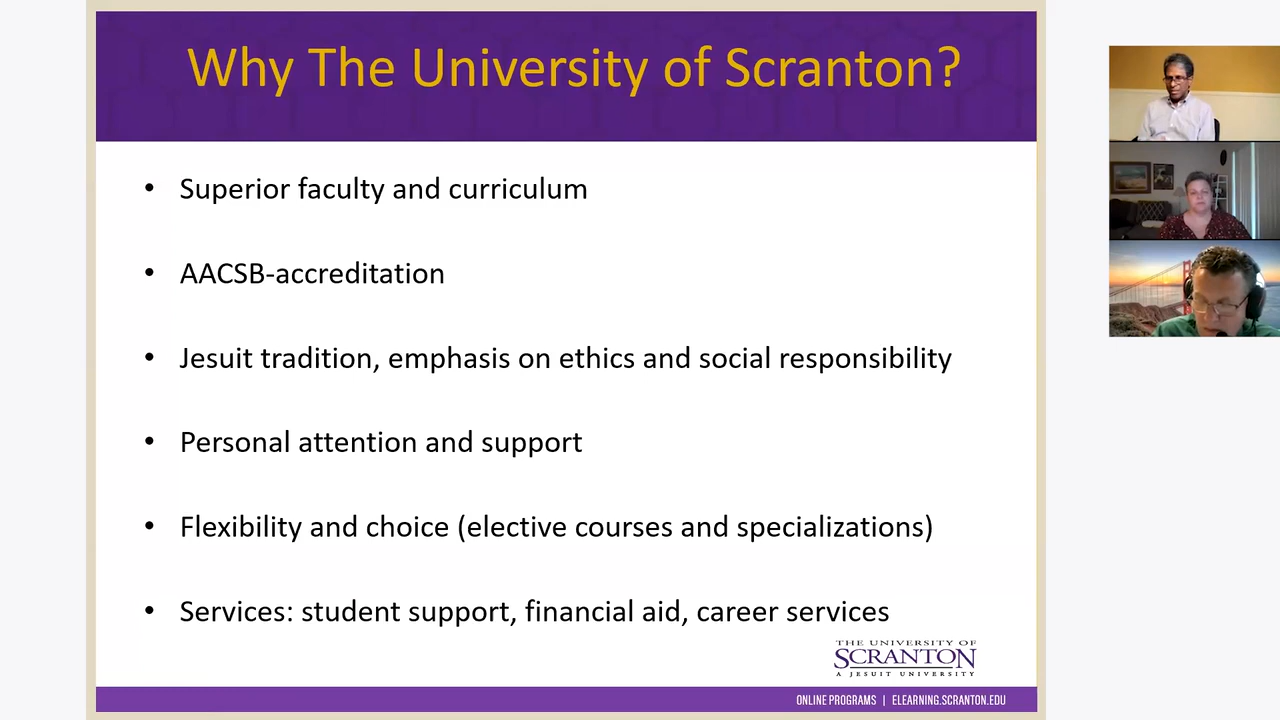 Why The University of Scranton?
• Superior faculty and curriculum
• AACSB-accreditation
• Jesuit tradition, emphasis on ethics and social responsibility
• Personal attention and support
• Flexibility and choice (elective courses and specializations)
• Services: student support, financial aid, career services
THE UNIVERSITY OF
SCRANTON
A JESUIT UNIVERSITY
ONLINE PROGRAMS | ELEARNING.SCRANTON.EDU